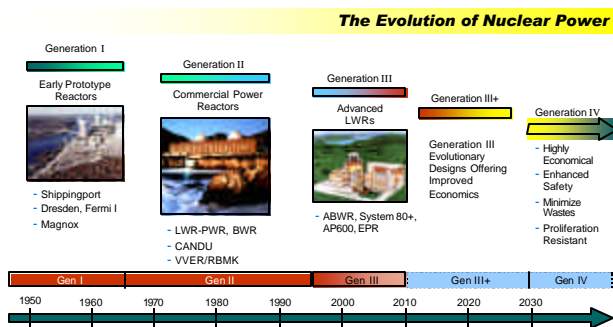 The Evolution of Nuclear Power
Generation I
Early Prototype
Reactors
- Shippingport
- Dresden, Fermi I
- Magnox
Generation II
Commercial Power
Reactors
- LWR-PWR, BWR
- CANDU
- VVER/RBMK
Generation III
Advanced
LWRs
- ABWR, System 80+,
AP600, EPR
Generation III+
Generation III
Evolutionary
Designs Offering
Improved
Economics
Generation IV
- Highly
Economical
- Enhanced
Safety
- Minimize
Wastes
- Proliferation
Resistant
Gen I Gen II Gen III Gen III+ Gen IV
1950 1960 1970 1980 1990 2000 2010 2020 2030